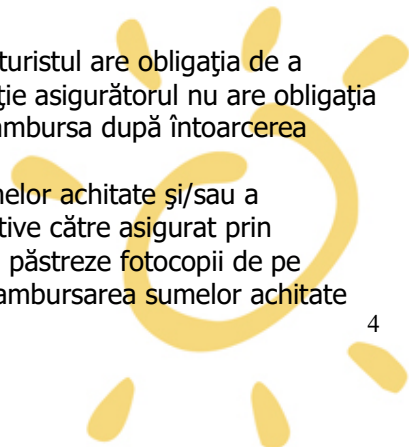 turistul are obligaţia de a
ţie asigurătorul nu are obligaţia
ambursa după întoarcerea
nelor achitate şi/sau a
tive către asigurat prin
păstreze fotocopii de pe
ambursarea sumelor achitate
4